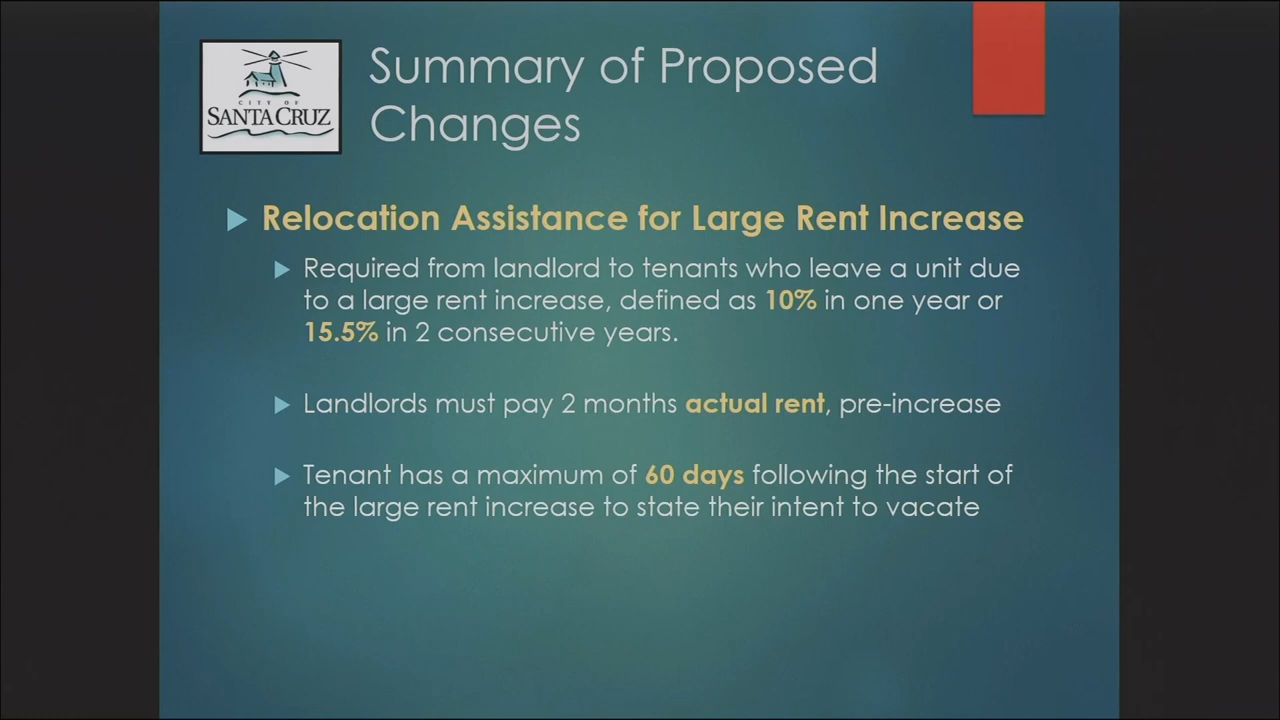 CITY OF
SANTA CRUZ
Summary of Proposed
Changes
Relocation Assistance for Large Rent Increase
Required from landlord to tenants who leave a unit due
to a large rent increase, defined as 10% in one year or
15.5% in 2 consecutive years.
Landlords must pay 2 months actual rent, pre-increase
Tenant has a maximum of 60 days following the start of
the large rent increase to state their intent to vacate